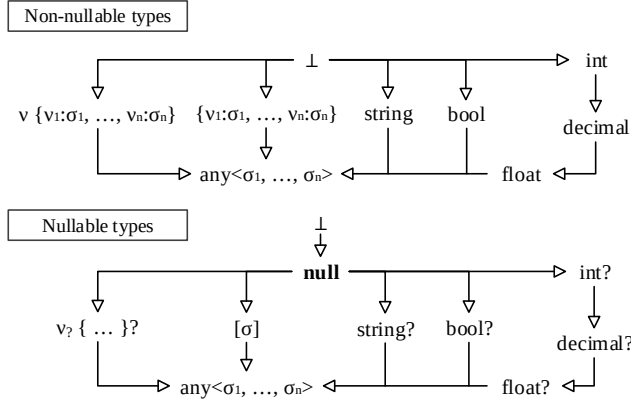 Non-nullable types
⊥ int
ν {ν₁:σ₁, …, νₙ:σₙ} {ν₁:σ₁, …, νₙ:σₙ} string bool
decimal
any<σ₁, …, σₙ> float
Nullable types
⊥
null int?
ν? { … }? [σ] string? bool?
decimal?
any<σ₁, …, σₙ> float?